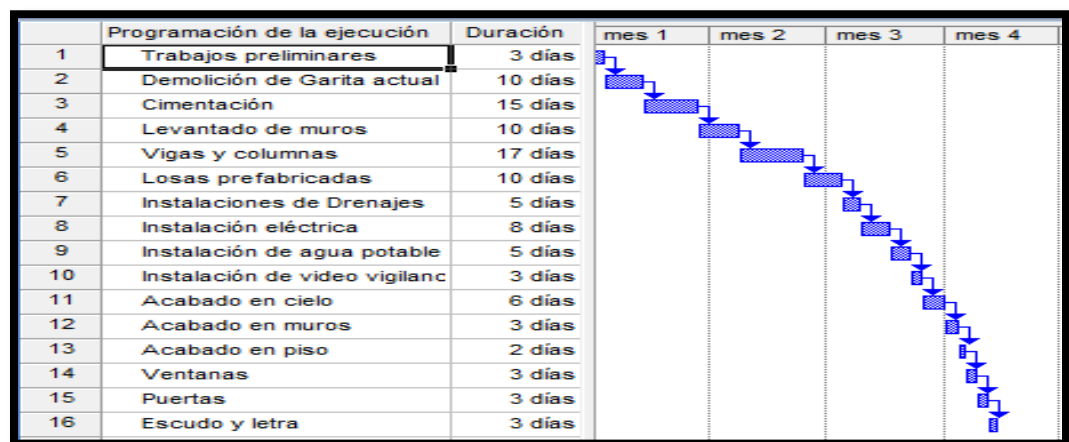 Programación de la ejecución Duración mes 1 mes 2 mes 3 mes 4
1 Trabajos preliminares 3 días
2 Demolición de Garita actual 10 días
3 Cimentación 15 días
4 Levantado de muros 10 días
5 Vigas y columnas 17 días
6 Losas prefabricadas 10 días
7 Instalaciones de Drenajes 5 días
8 Instalación eléctrica 8 días
9 Instalación de agua potable 5 días
10 Instalación de video vigilanc 3 días
11 Acabado en cielo 6 días
12 Acabado en muros 3 días
13 Acabado en piso 2 días
14 Ventanas 3 días
15 Puertas 3 días
16 Escudo y letra 3 días